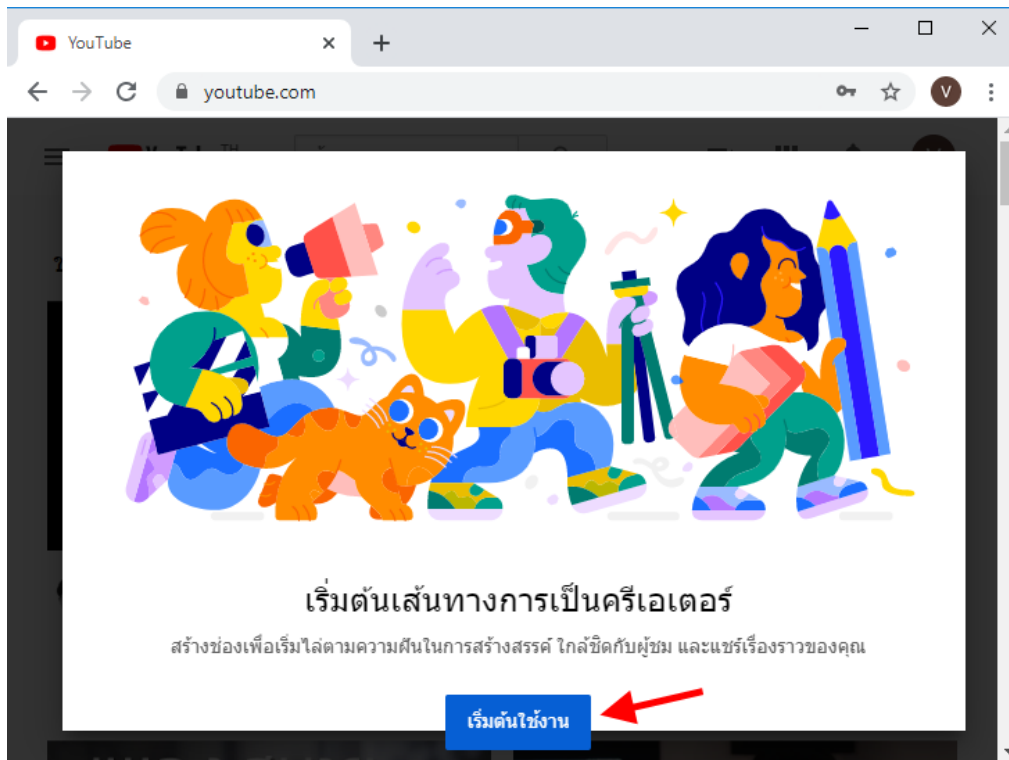 YouTube
youtube.com
V
เริ่มต้นเส้นทางการเป็นครีเอเตอร์
สร้างช่องเพื่อเริ่มไล่ตามความฝันในการสร้างสรรค์ ใกล้ชิดกับผู้ชม และแชร์เรื่องราวของคุณ
เริ่มต้นใช้งาน